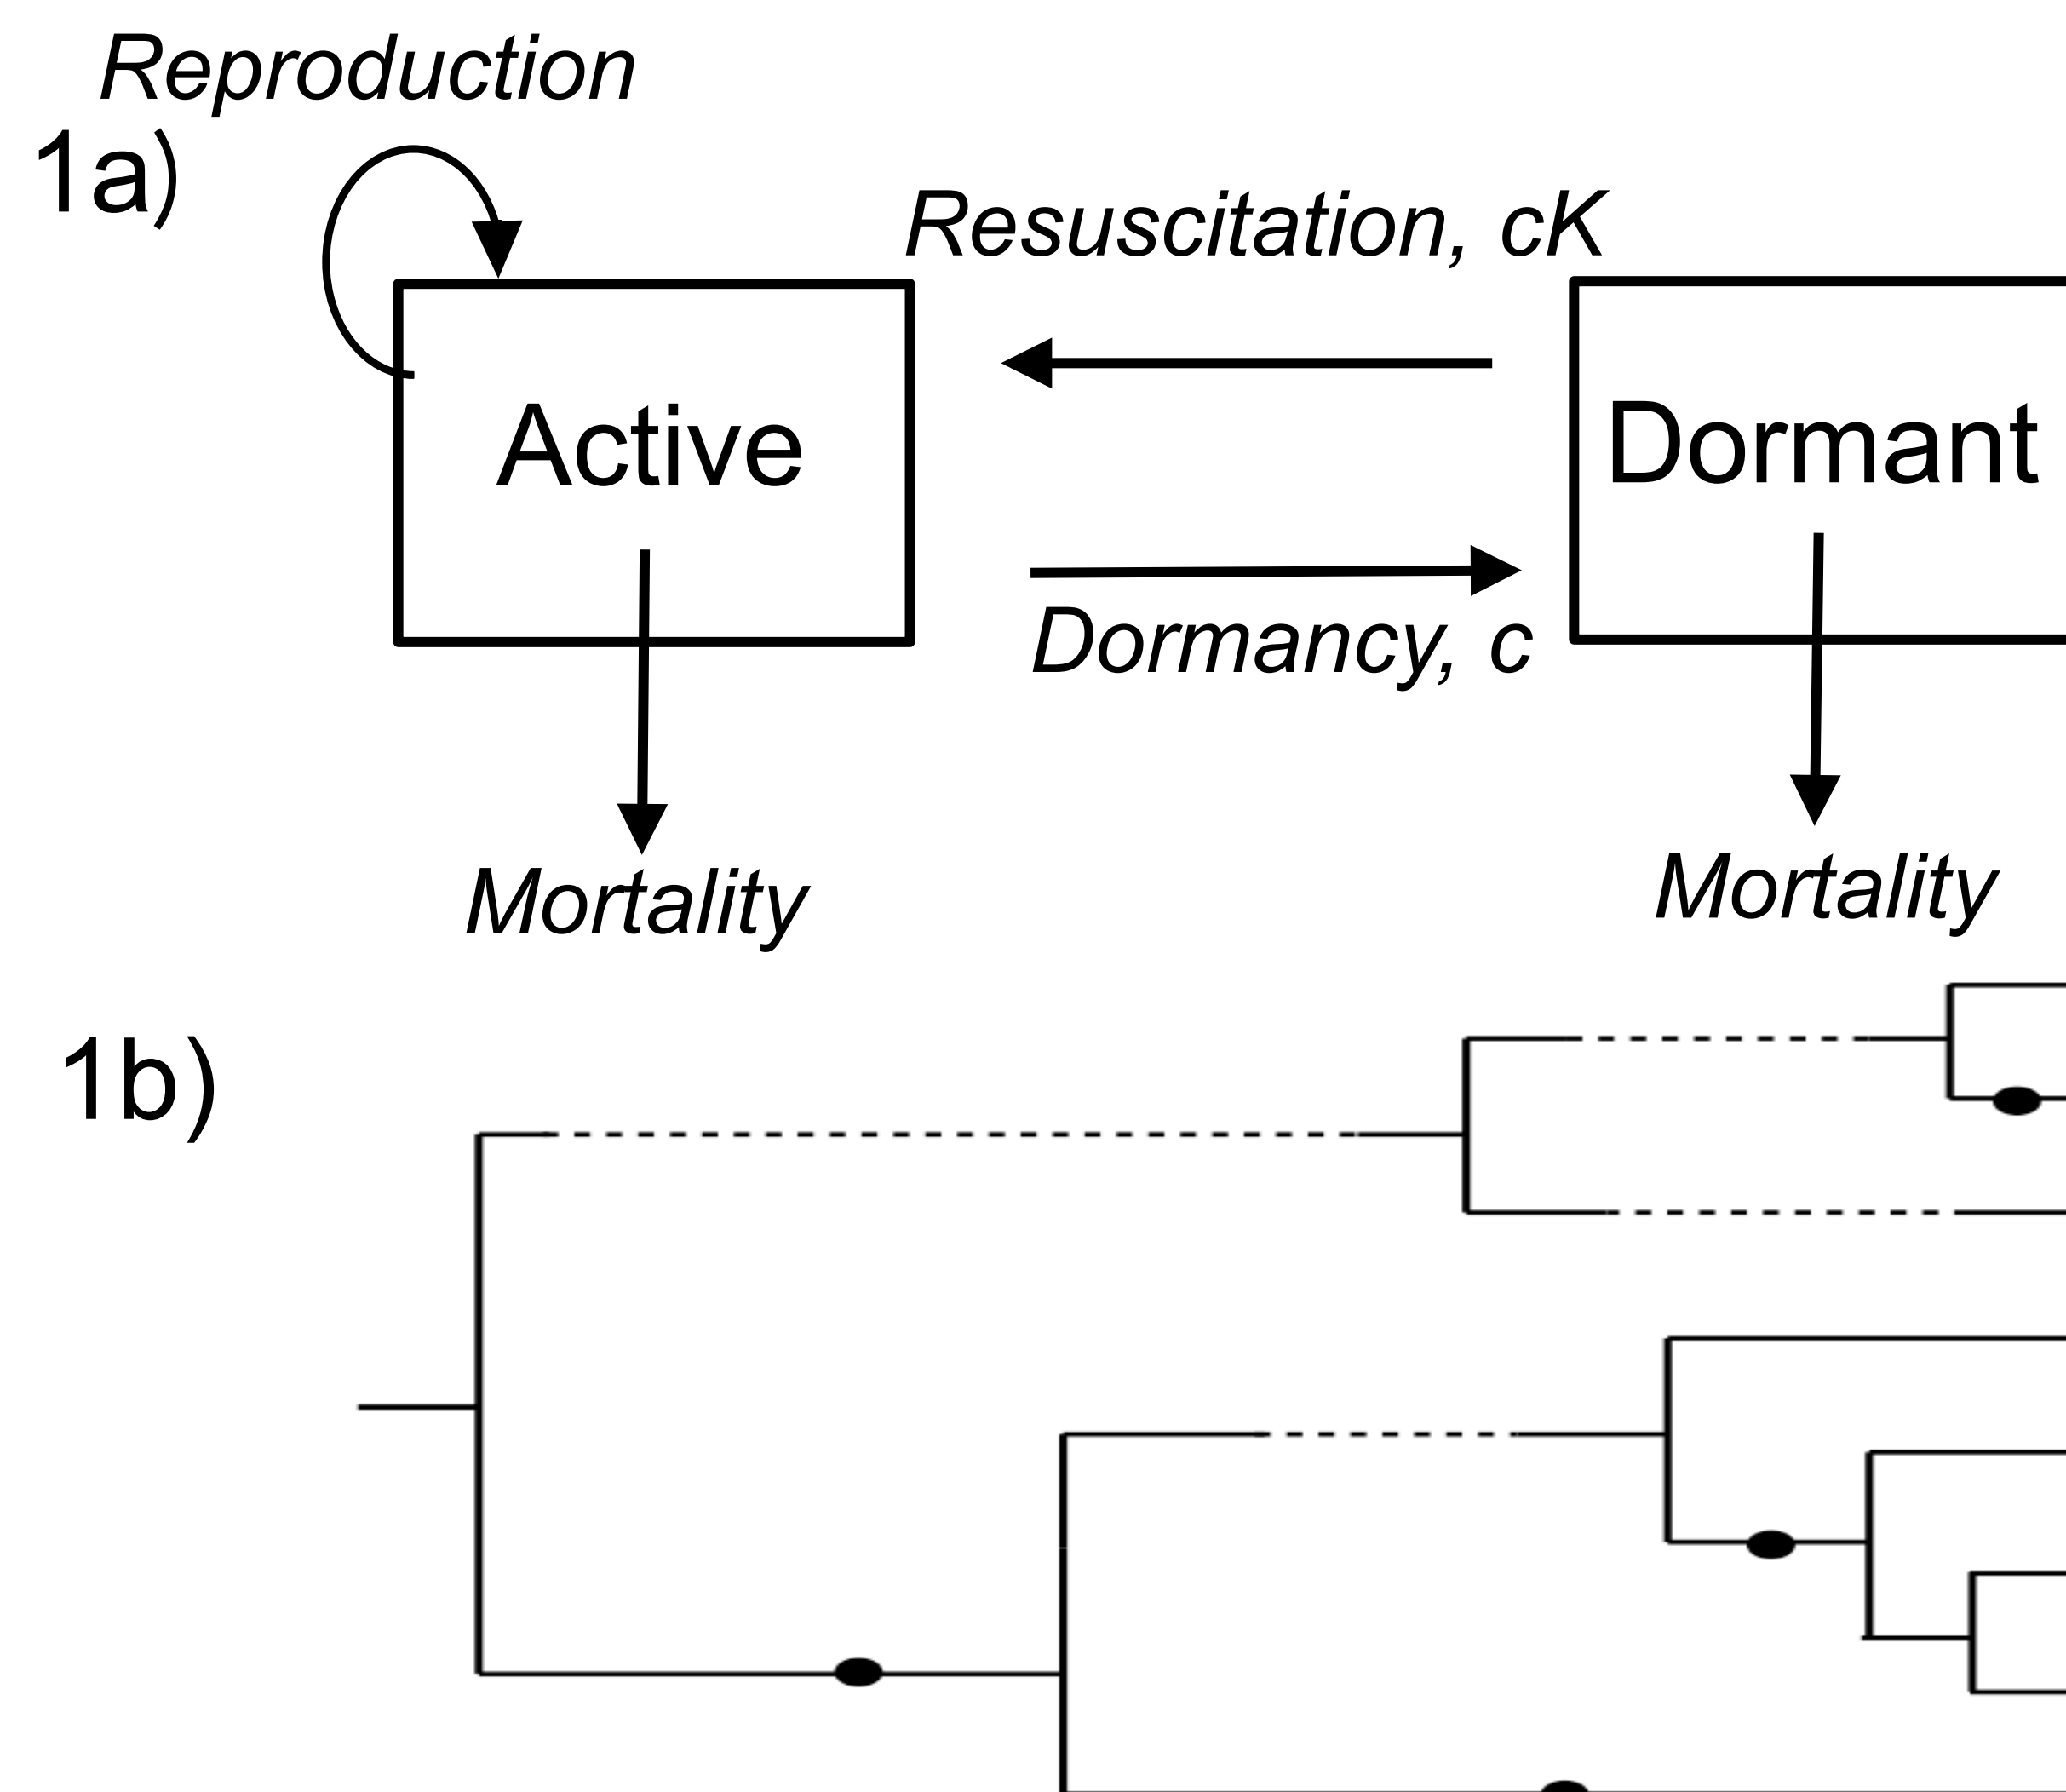 Reproduction
1a)
Resuscitation, cK
Active
Dormant
Dormancy, c
Mortality
Mortality
1b)